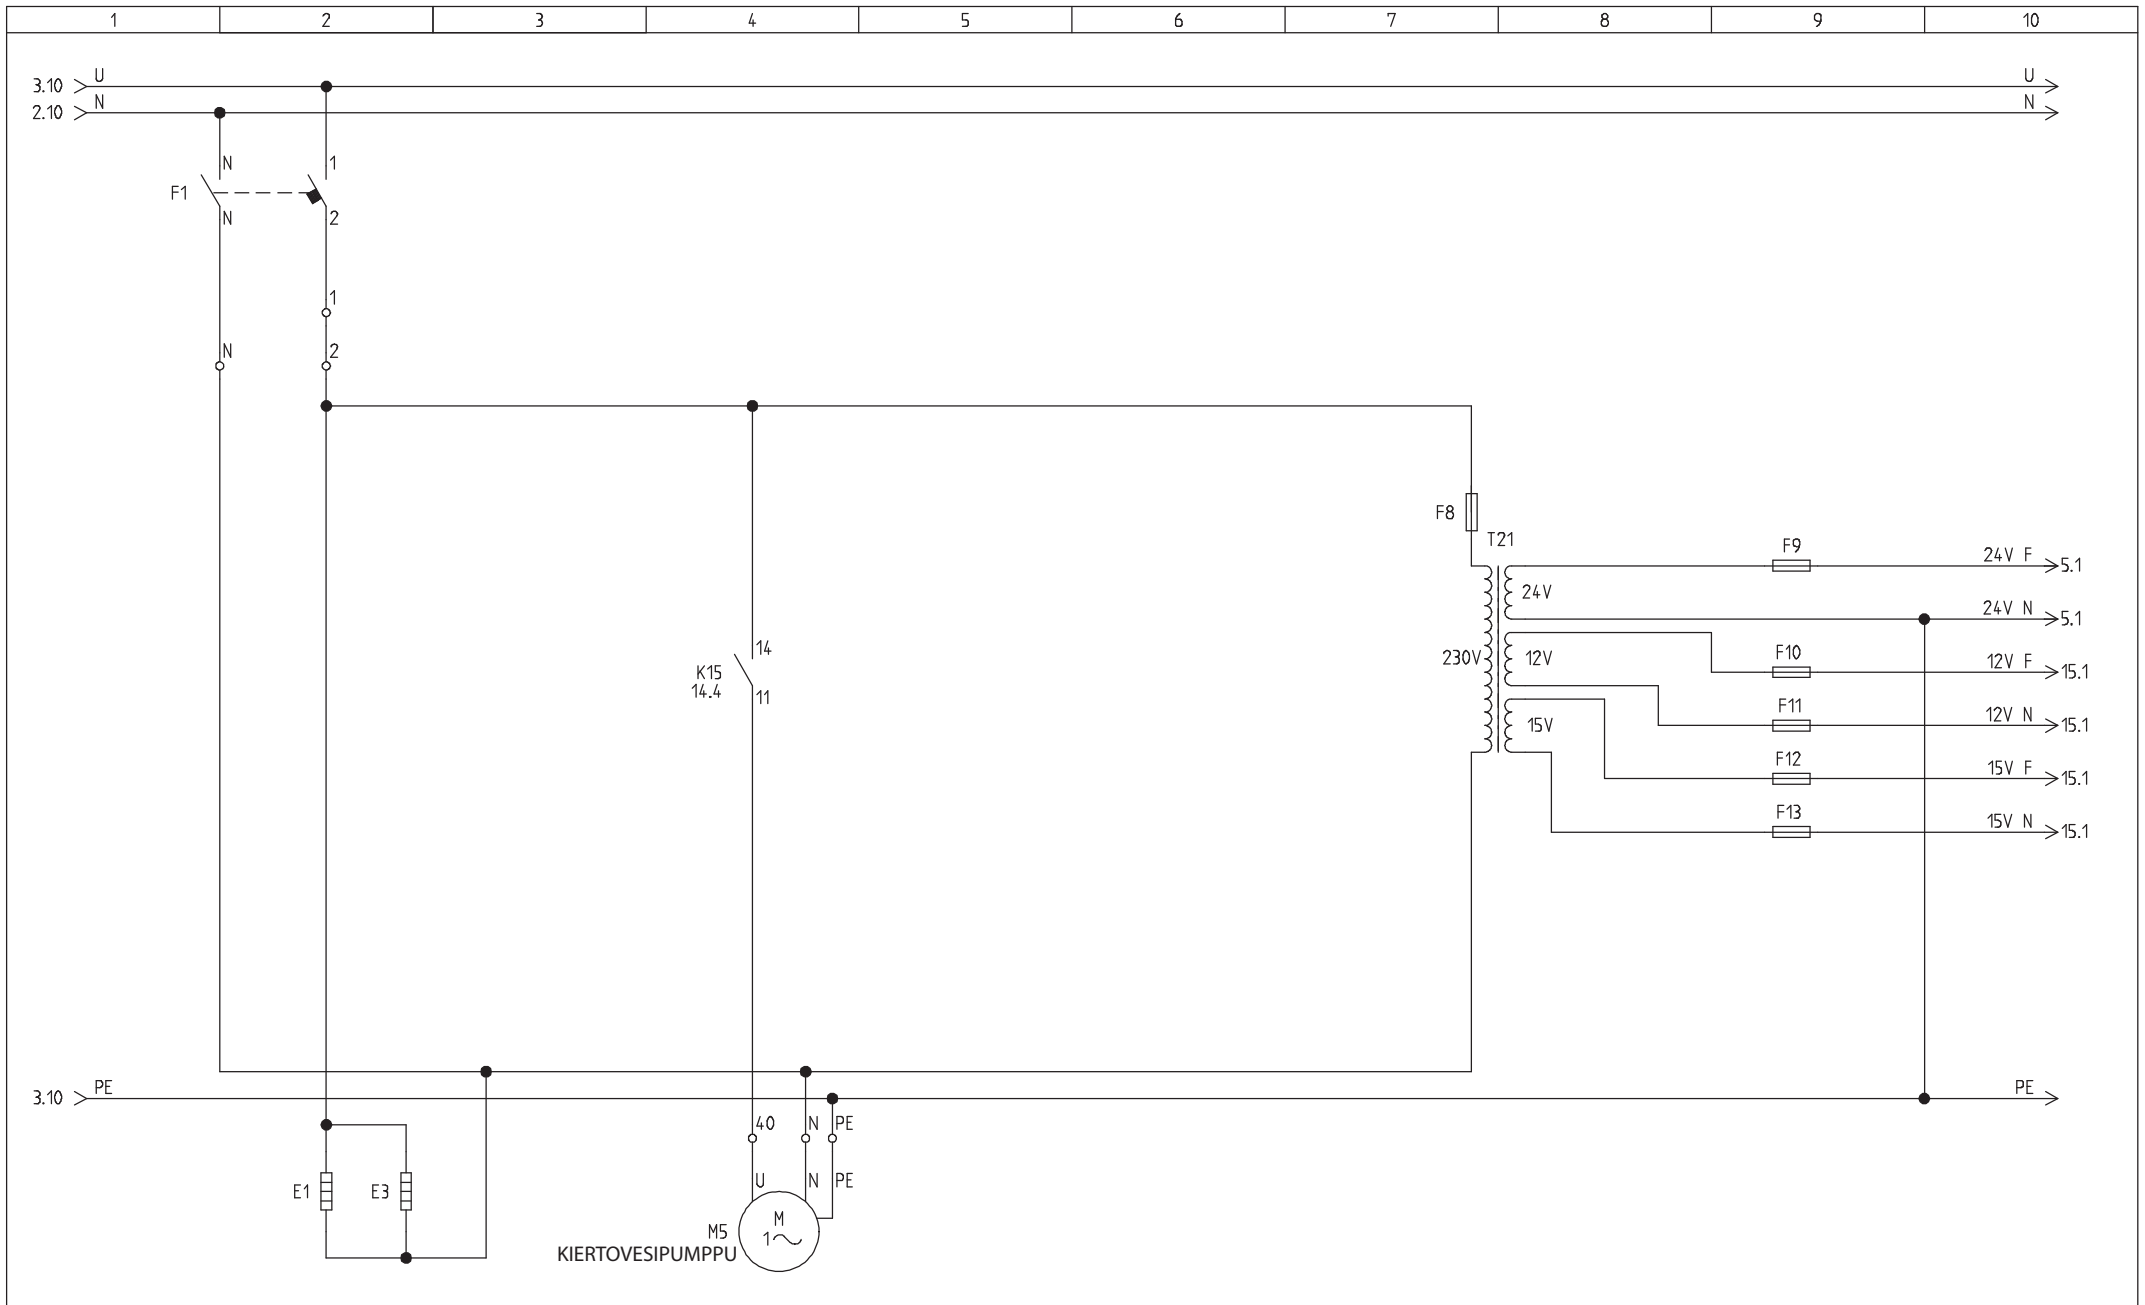 1 2 3 4 5 6 7 8 9 10
3.10 U U
2.10 N N
N 1
F1
N 2
1
N 2
F8
T21
F9 24V F 5.1
24V
24V N 5.1
14
K15
14.4
11
230V 12V
F10 12V F 15.1
F11 12V N 15.1
15V
F12 15V F 15.1
F13 15V N 15.1
3.10 PE PE
40 N PE
U N PE
E1 E3
M5
M
1
KIERTOVESIPUMPPU